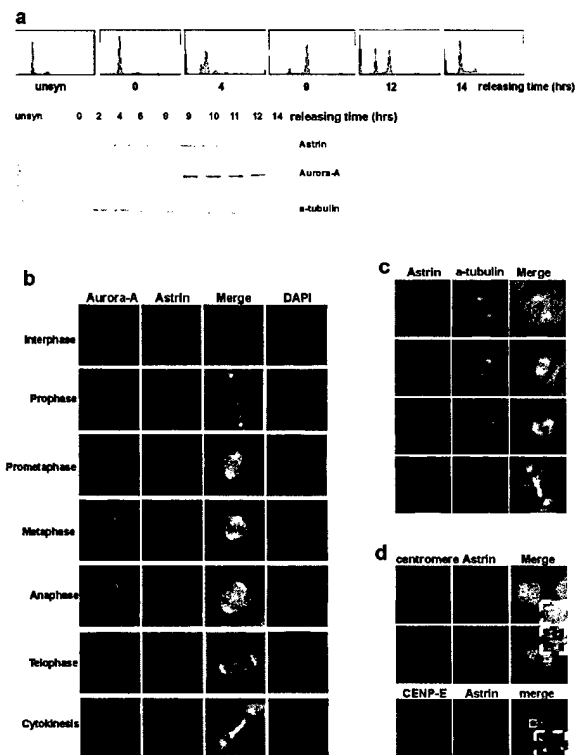 a
unsyn 0 4 9 12 14 releasing time (hrs)
unsyn 0 2 4 6 8 9 10 11 12 14 releasing time (hrs)
Astrin
Aurora-A
a-tubulin
b
Aurora-A Astrin Merge DAPI
Interphase
Prophase
Prometaphase
Metaphase
Anaphase
Telophase
Cytokinesis
c
Astrin a-tubulin Merge
d
centromere Astrin Merge
CENP-E Astrin merge